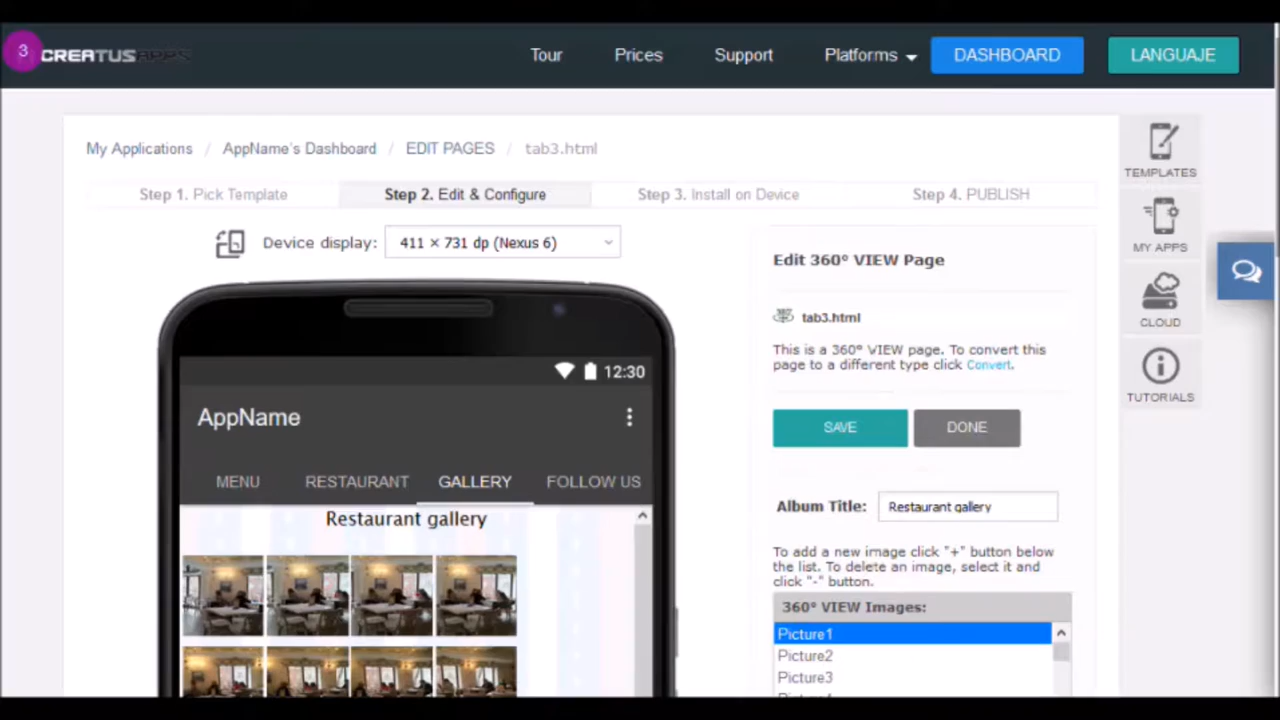 3
CREATUSAPPS
Tour
Prices
Support
Platforms
DASHBOARD
LANGUAJE
My Applications / AppName's Dashboard / EDIT PAGES / tab3.html
Step 1. Pick Template
Step 2. Edit & Configure
Step 3. Install on Device
Step 4. PUBLISH
TEMPLATES
MY APPS
CLOUD
TUTORIALS
Device display:
411 × 731 dp (Nexus 6)
12:30
AppName
MENU
RESTAURANT
GALLERY
FOLLOW US
Restaurant gallery
Edit 360° VIEW Page
tab3.html
This is a 360° VIEW page. To convert this
page to a different type click Convert.
SAVE
DONE
Album Title:
Restaurant gallery
To add a new image click "+" button below
the list. To delete an image, select it and
click "-" button.
360° VIEW Images:
Picture1
Picture2
Picture3